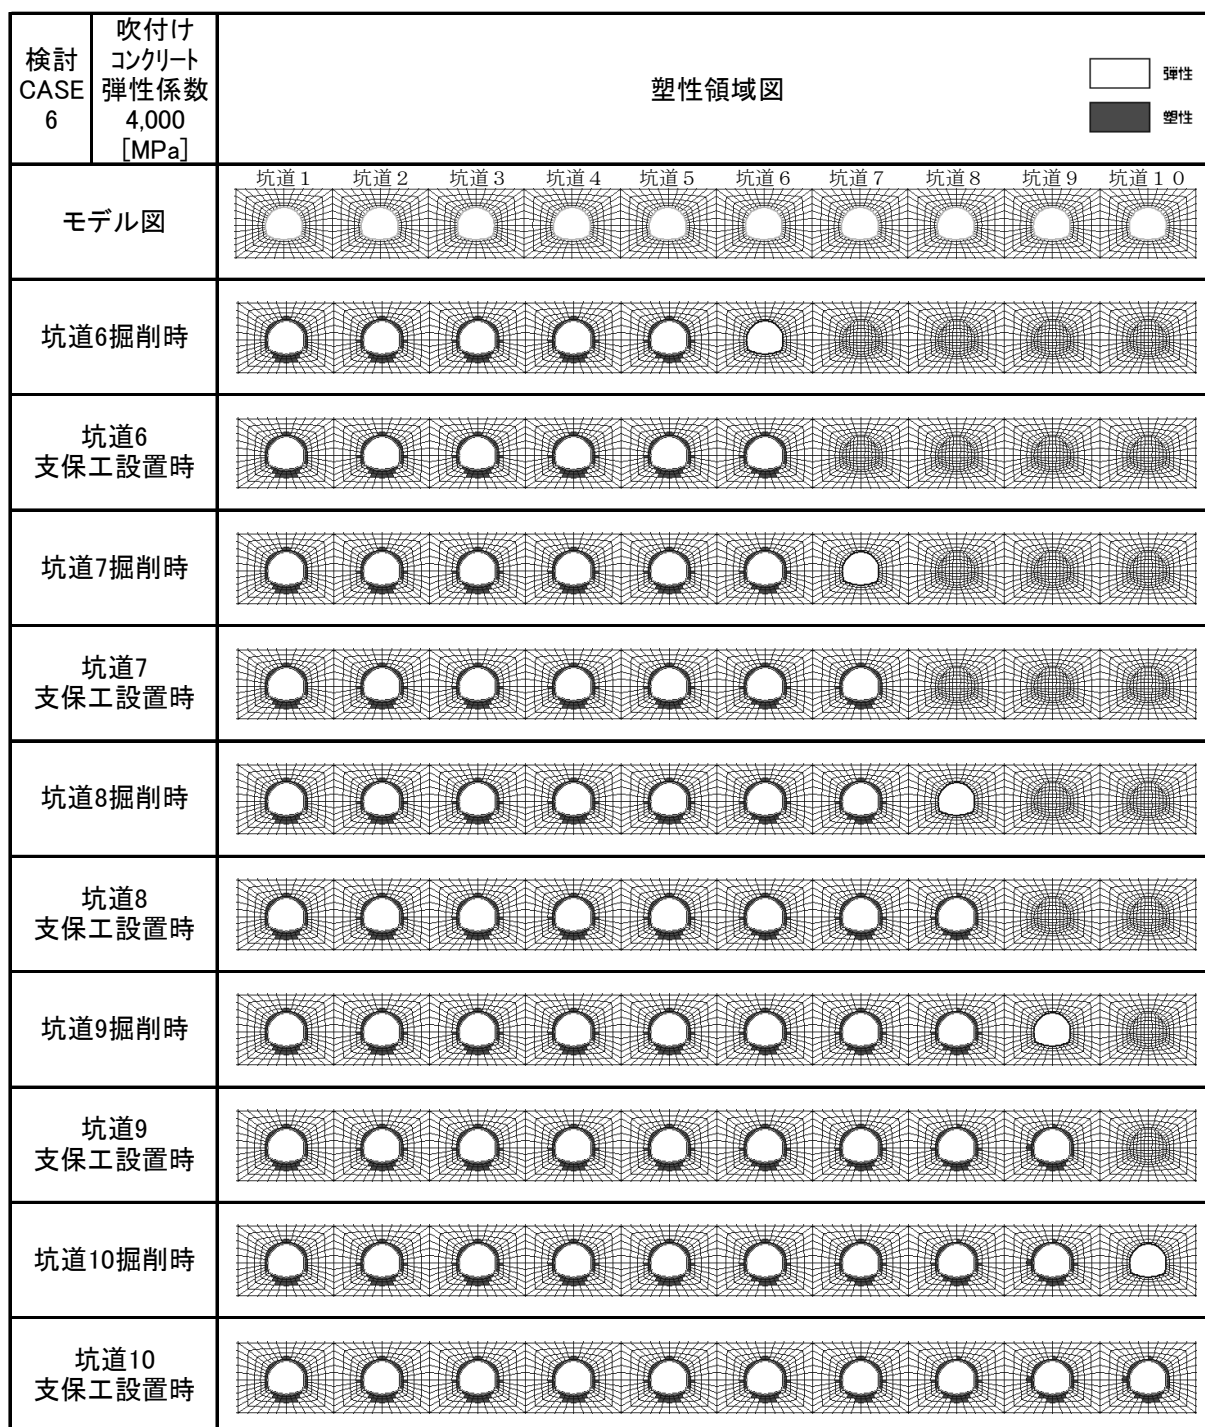 検討
CASE
6
吹付け
コンクリート
弾性係数
4,000
[MPa]
塑性領域図
弾性
塑性
モデル図
坑道1 坑道2 坑道3 坑道4 坑道5 坑道6 坑道7 坑道8 坑道9 坑道10
坑道6掘削時
坑道6
支保工設置時
坑道7掘削時
坑道7
支保工設置時
坑道8掘削時
坑道8
支保工設置時
坑道9掘削時
坑道9
支保工設置時
坑道10掘削時
坑道10
支保工設置時